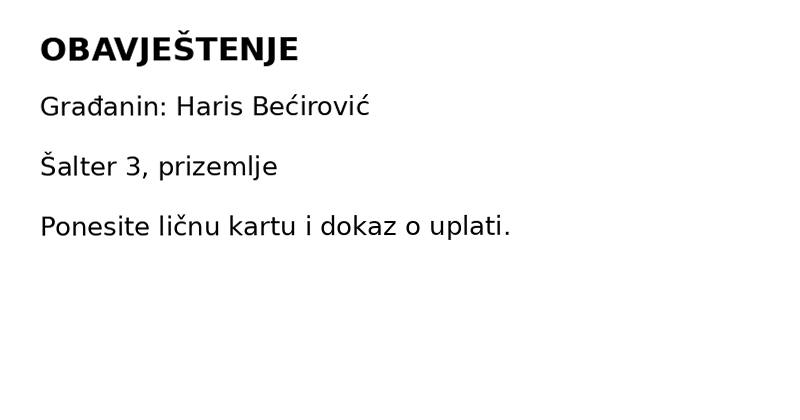 OBAVJEŠTENJE
Građanin: Haris Bećirović
Šalter 3, prizemlje
Ponesite ličnu kartu i dokaz o uplati.